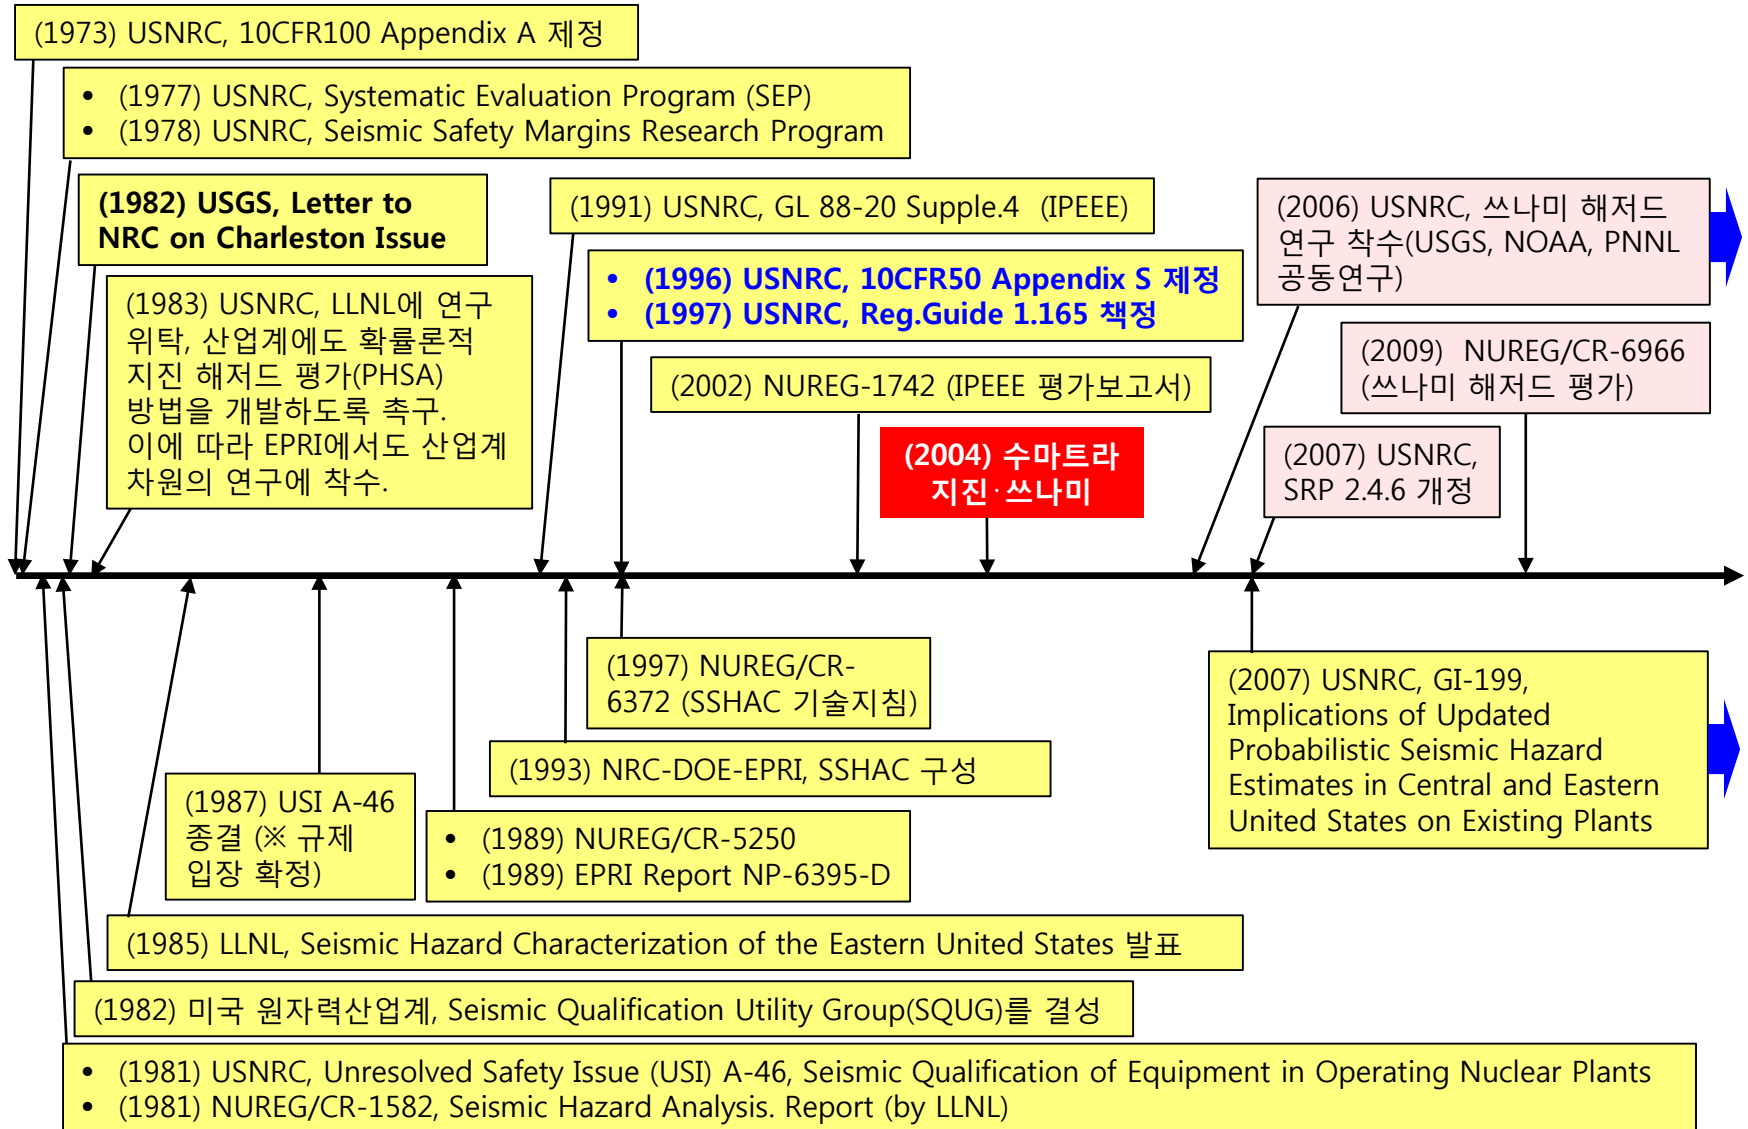 (1973) USNRC, 10CFR100 Appendix A 제정
• (1977) USNRC, Systematic Evaluation Program (SEP)
• (1978) USNRC, Seismic Safety Margins Research Program
(1982) USGS, Letter to
NRC on Charleston Issue
(1983) USNRC, LLNL에 연구
위탁, 산업계에도 확률론적
지진 해저드 평가(PHSA)
방법을 개발하도록 촉구.
이에 따라 EPRI에서도 산업계
차원의 연구에 착수.
(1991) USNRC, GL 88-20 Supple.4 (IPEEE)
• (1996) USNRC, 10CFR50 Appendix S 제정
• (1997) USNRC, Reg.Guide 1.165 책정
(2002) NUREG-1742 (IPEEE 평가보고서)
(2004) 수마트라
지진·쓰나미
(2006) USNRC, 쓰나미 해저드
연구 착수(USGS, NOAA, PNNL
공동연구)
(2009) NUREG/CR-6966
(쓰나미 해저드 평가)
(2007) USNRC,
SRP 2.4.6 개정
(1997) NUREG/CR-
6372 (SSHAC 기술지침)
(1993) NRC-DOE-EPRI, SSHAC 구성
(1987) USI A-46
종결 (※ 규제
입장 확정)
• (1989) NUREG/CR-5250
• (1989) EPRI Report NP-6395-D
(2007) USNRC, GI-199,
Implications of Updated
Probabilistic Seismic Hazard
Estimates in Central and Eastern
United States on Existing Plants
(1985) LLNL, Seismic Hazard Characterization of the Eastern United States 발표
(1982) 미국 원자력산업계, Seismic Qualification Utility Group(SQUG)를 결성
• (1981) USNRC, Unresolved Safety Issue (USI) A-46, Seismic Qualification of Equipment in Operating Nuclear Plants
• (1981) NUREG/CR-1582, Seismic Hazard Analysis. Report (by LLNL)